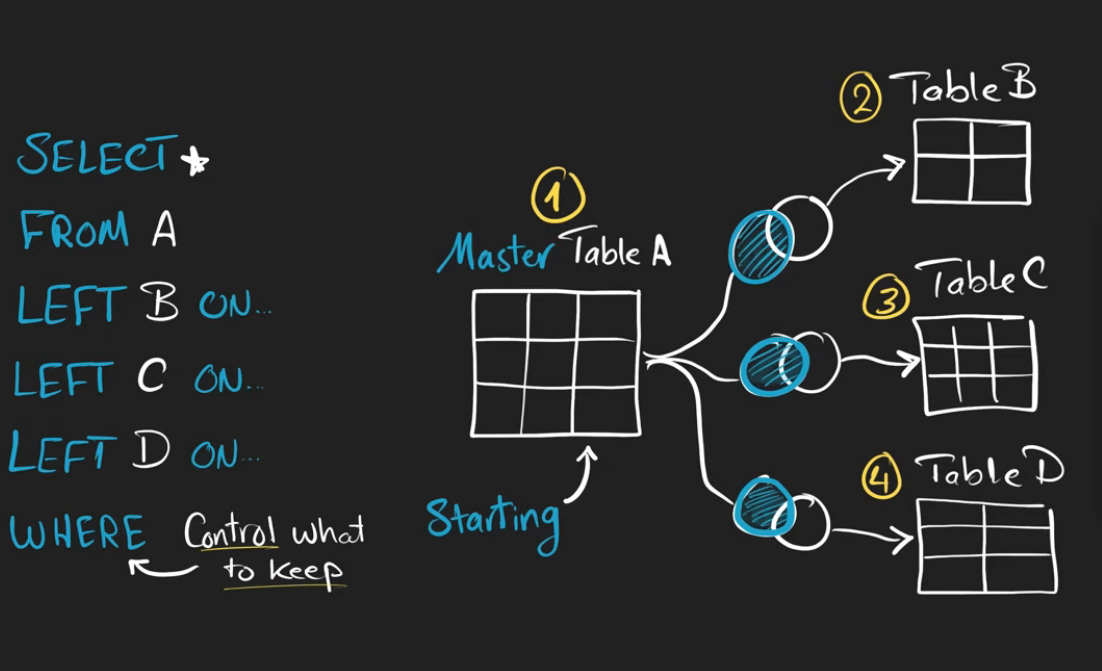 SELECT *
FROM A
LEFT B ON...
LEFT C ON...
LEFT D ON...
WHERE Control what
to keep
1
Master Table A
Starting
2 Table B
3 Table C
4 Table D